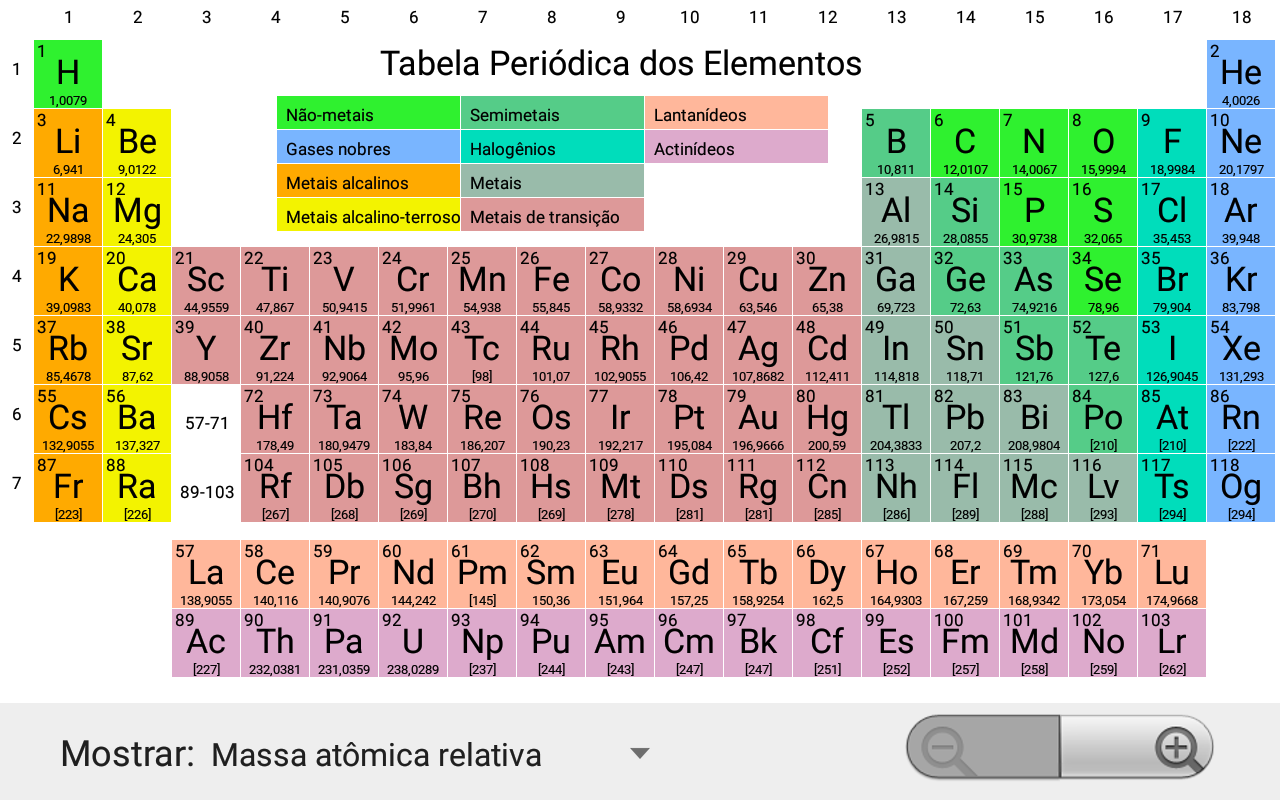 1 2 3 4 5 6 7 8 9 10 11 12 13 14 15 16 17 18
Tabela Periódica dos Elementos
1
1 2
H He
1,0079 4,0026
Não-metais Semimetais Lantanídeos
Gases nobres Halogênios Actinídeos
Metais alcalinos Metais
Metais alcalino-terroso Metais de transição
2
3 4 5 6 7 8 9 10
Li Be B C N O F Ne
6,941 9,0122 10,811 12,0107 14,0067 15,9994 18,9984 20,1797
3
11 12 13 14 15 16 17 18
Na Mg Al Si P S Cl Ar
22,9898 24,305 26,9815 28,0855 30,9738 32,065 35,453 39,948
4
19 20 21 22 23 24 25 26 27 28 29 30 31 32 33 34 35 36
K Ca Sc Ti V Cr Mn Fe Co Ni Cu Zn Ga Ge As Se Br Kr
39,0983 40,078 44,9559 47,867 50,9415 51,9961 54,938 55,845 58,9332 58,6934 63,546 65,38 69,723 72,63 74,9216 78,96 79,904 83,798
5
37 38 39 40 41 42 43 44 45 46 47 48 49 50 51 52 53 54
Rb Sr Y Zr Nb Mo Tc Ru Rh Pd Ag Cd In Sn Sb Te I Xe
85,4678 87,62 88,9058 91,224 92,9064 95,96 [98] 101,07 102,9055 106,42 107,8682 112,411 114,818 118,71 121,76 127,6 126,9045 131,293
6
55 56 72 73 74 75 76 77 78 79 80 81 82 83 84 85 86
Cs Ba 57-71 Hf Ta W Re Os Ir Pt Au Hg Tl Pb Bi Po At Rn
132,9055 137,327 178,49 180,9479 183,84 186,207 190,23 192,217 195,084 196,9666 200,59 204,3833 207,2 208,9804 [210] [210] [222]
7
87 88 104 105 106 107 108 109 110 111 112 113 114 115 116 117 118
Fr Ra 89-103 Rf Db Sg Bh Hs Mt Ds Rg Cn Nh Fl Mc Lv Ts Og
[223] [226] [267] [268] [269] [270] [269] [278] [281] [281] [285] [286] [289] [288] [293] [294] [294]
57 58 59 60 61 62 63 64 65 66 67 68 69 70 71
La Ce Pr Nd Pm Sm Eu Gd Tb Dy Ho Er Tm Yb Lu
138,9055 140,116 140,9076 144,242 [145] 150,36 151,964 157,25 158,9254 162,5 164,9303 167,259 168,9342 173,054 174,9668
89 90 91 92 93 94 95 96 97 98 99 100 101 102 103
Ac Th Pa U Np Pu Am Cm Bk Cf Es Fm Md No Lr
[227] 232,0381 231,0359 238,0289 [237] [244] [243] [247] [247] [251] [252] [257] [258] [259] [262]
Mostrar: Massa atômica relativa